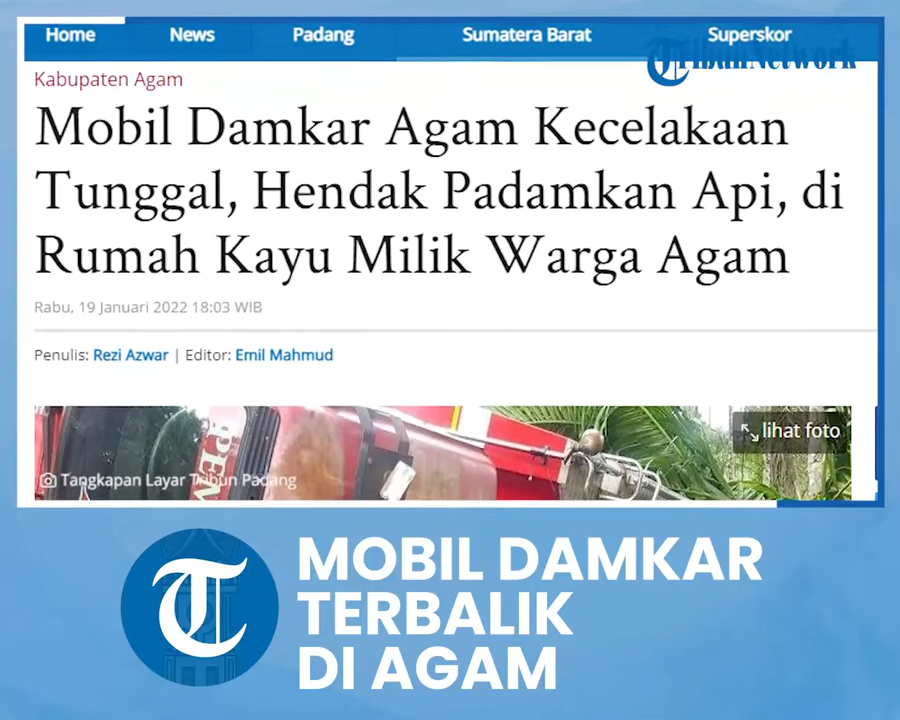 Home News Padang Sumatera Barat Superskor
TribunNetwork
Kabupaten Agam
Mobil Damkar Agam Kecelakaan
Tunggal, Hendak Padamkan Api, di
Rumah Kayu Milik Warga Agam
Rabu, 19 Januari 2022 18:03 WIB
Penulis: Rezi Azwar | Editor: Emil Mahmud
lihat foto
PEM
Tangkapan Layar Tribun Padang
T
MOBIL DAMKAR
TERBALIK
DI AGAM